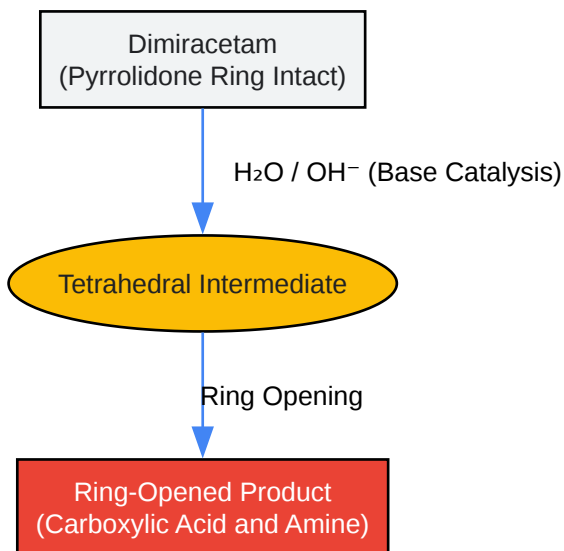 Dimiracetam
(Pyrrolidone Ring Intact)
H₂O / OH⁻ (Base Catalysis)
Tetrahedral Intermediate
Ring Opening
Ring-Opened Product
(Carboxylic Acid and Amine)